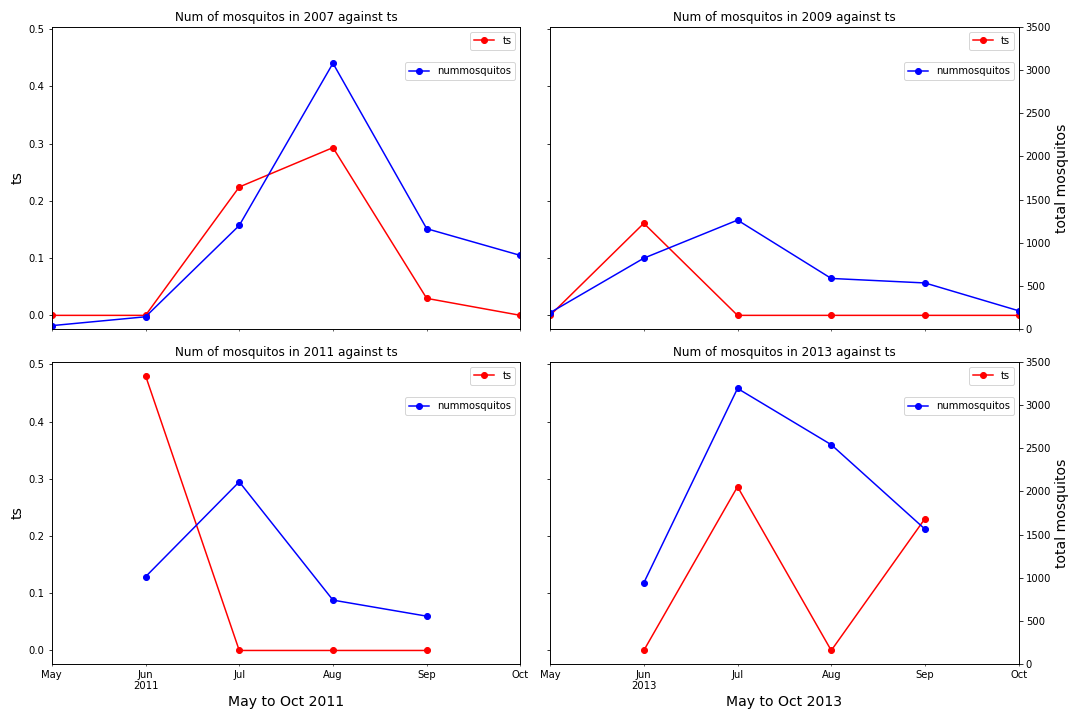 Num of mosquitos in 2007 against ts
Num of mosquitos in 2009 against ts
0.5
0.4
0.3
0.2
0.1
0.0
ts
ts
nummosquitos
ts
nummosquitos
3500
3000
2500
2000
1500
1000
500
0
total mosquitos
Num of mosquitos in 2011 against ts
Num of mosquitos in 2013 against ts
0.5
0.4
0.3
0.2
0.1
0.0
ts
ts
nummosquitos
ts
nummosquitos
3500
3000
2500
2000
1500
1000
500
0
total mosquitos
May Jun Jul Aug Sep Oct
2011
May to Oct 2011
May Jun Jul Aug Sep Oct
2013
May to Oct 2013